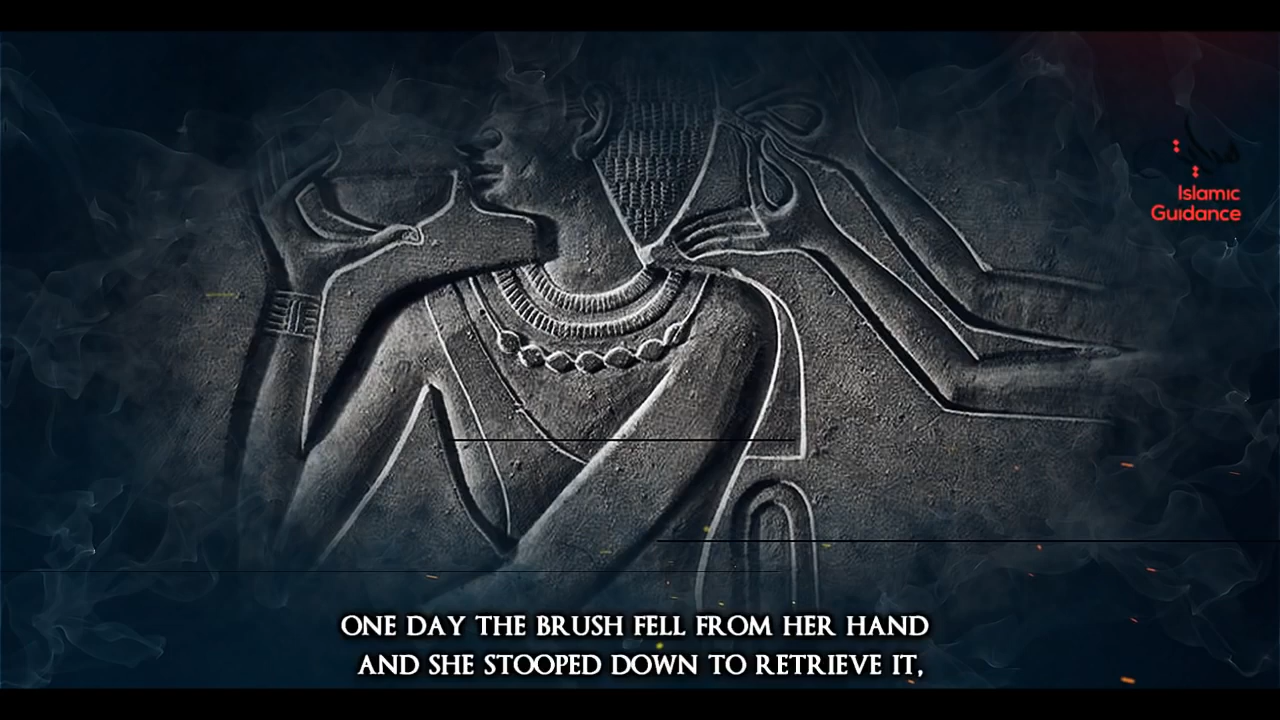 Islamic
Guidance
ONE DAY THE BRUSH FELL FROM HER HAND
AND SHE STOOPED DOWN TO RETRIEVE IT,